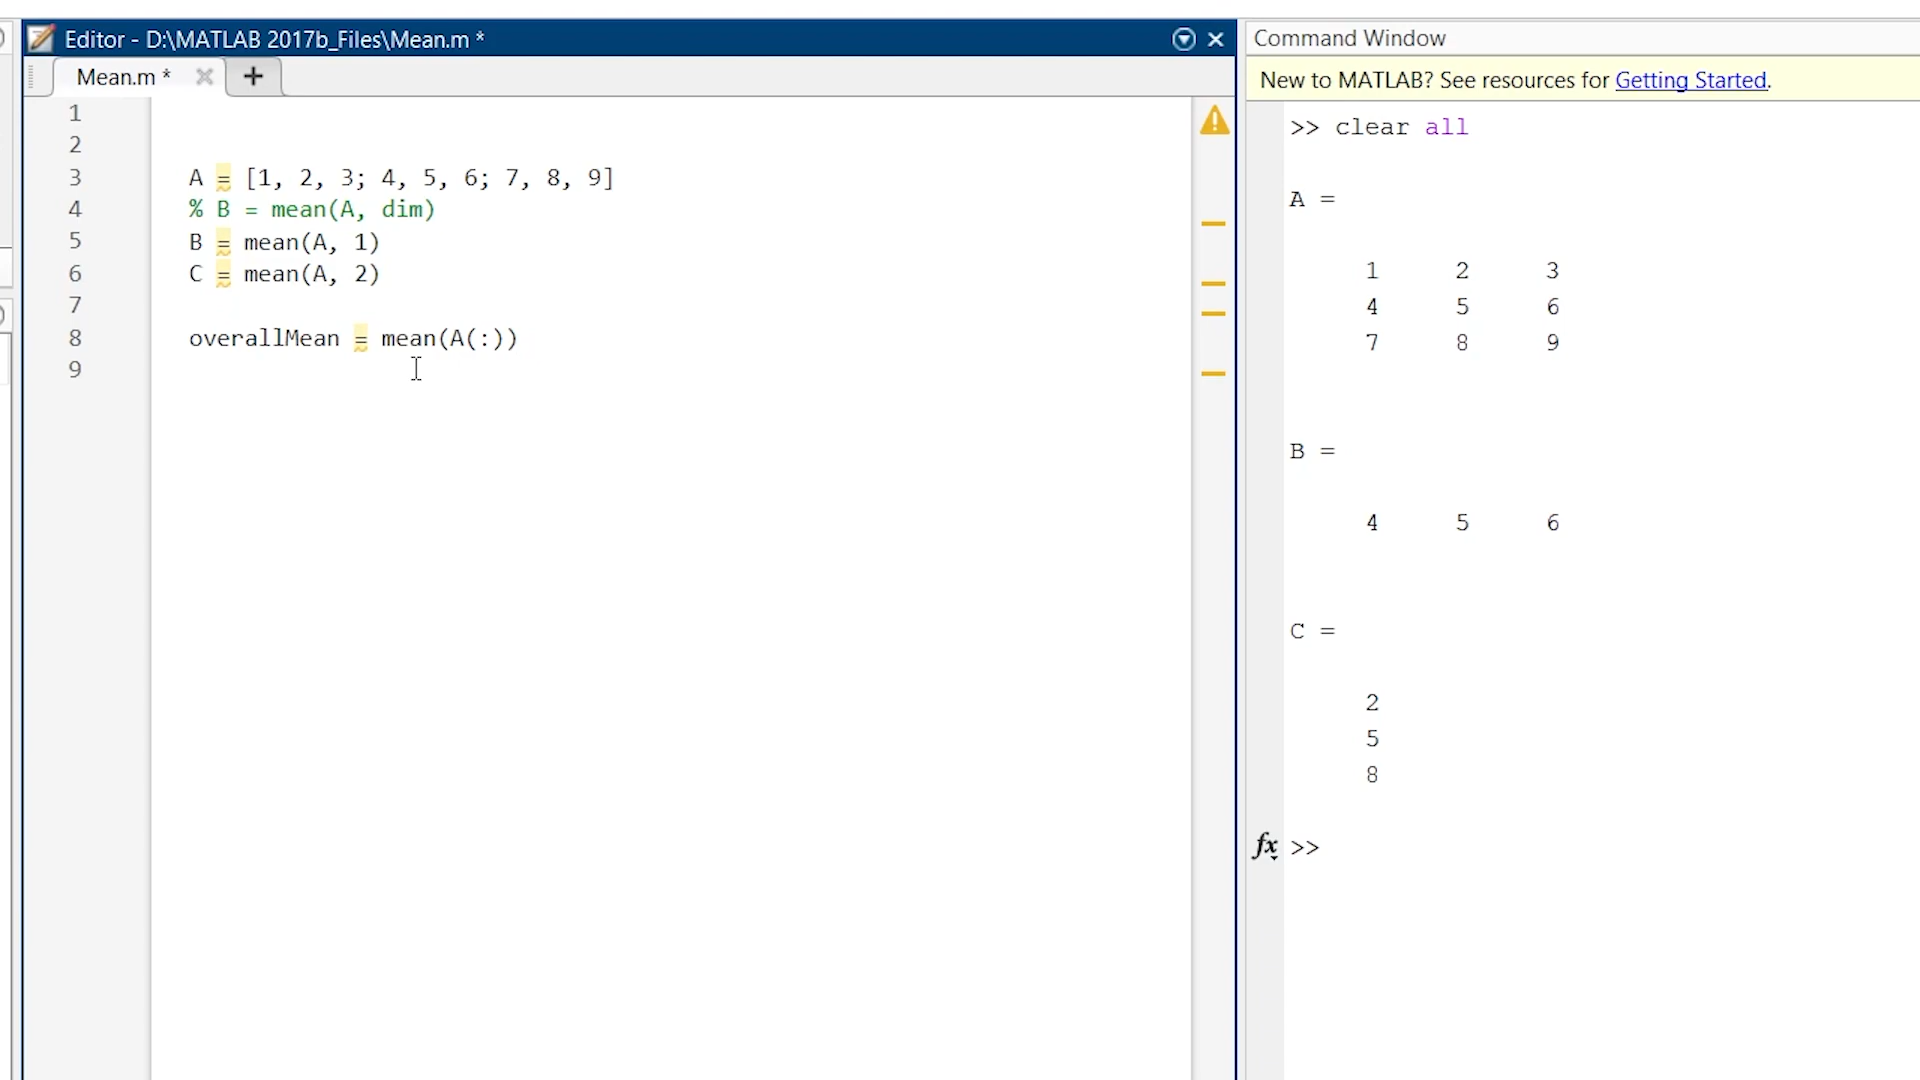 Editor - D:\MATLAB 2017b_Files\Mean.m *
Mean.m *
1
2
3 A = [1, 2, 3; 4, 5, 6; 7, 8, 9]
4 % B = mean(A, dim)
5 B = mean(A, 1)
6 C = mean(A, 2)
7
8 overallMean = mean(A(:))
9
Command Window
New to MATLAB? See resources for Getting Started.
>> clear all
A =
1 2 3
4 5 6
7 8 9
B =
4 5 6
C =
2
5
8
fx >>